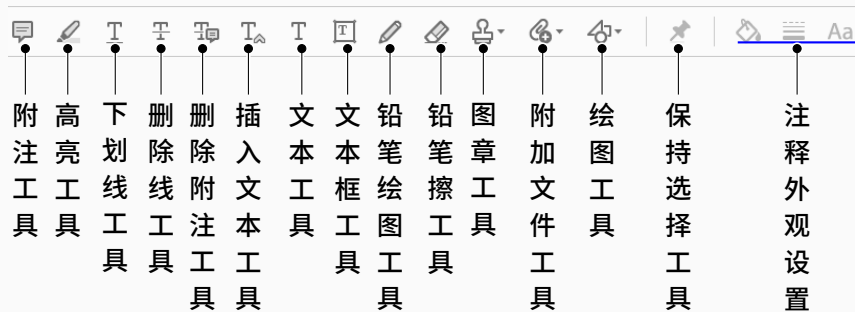 Aa
附注工具
高亮工具
下划线工具
删除线工具
删除附注工具
插入文本工具
文本工具
文本框工具
铅笔绘图工具
铅笔擦工具
图章工具
附加文件工具
绘图工具
保持选择工具
注释外观设置